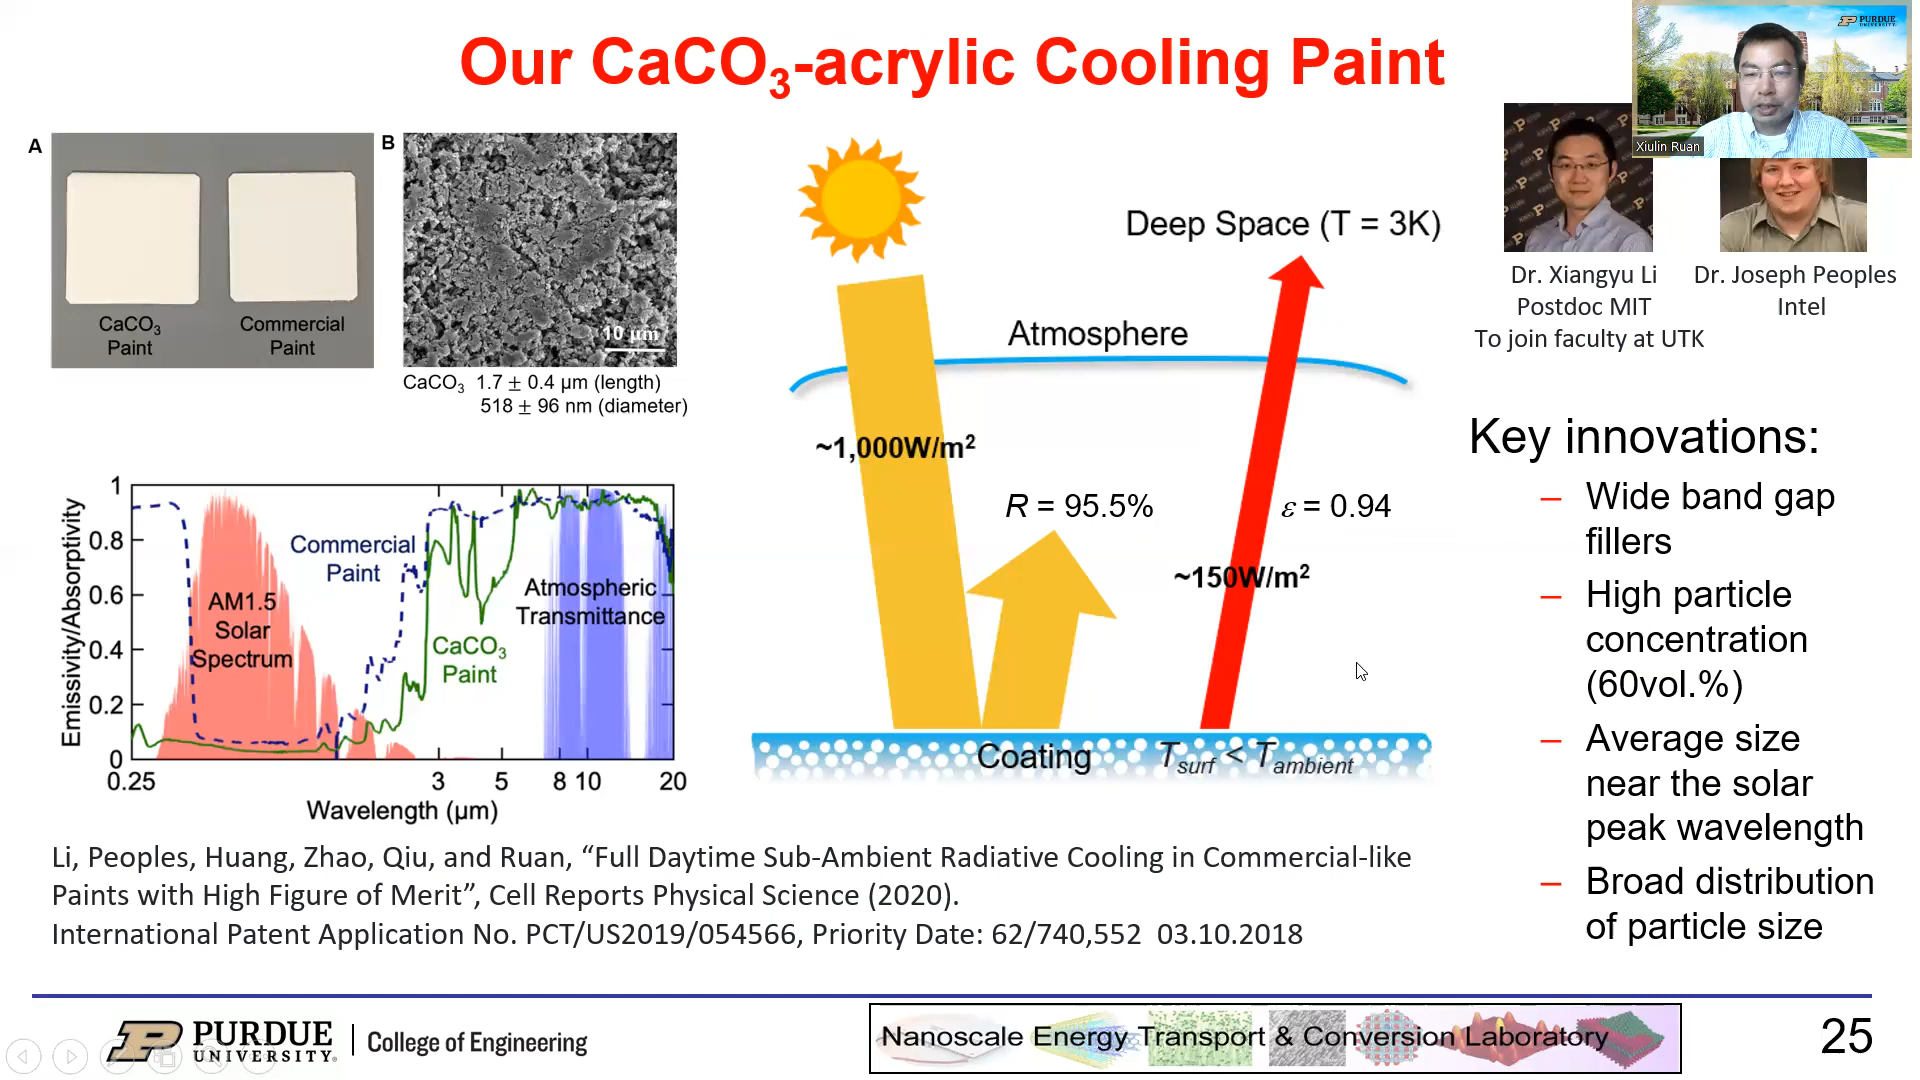 Our CaCO₃-acrylic Cooling Paint
PURDUE
UNIVERSITY
Xiulin Ruan
A
CaCO₃
Paint
Commercial
Paint
B
10 μm
CaCO₃ 1.7 ± 0.4 μm (length)
518 ± 96 nm (diameter)
Emissivity/Absorptivity
1
0.8
0.6
0.4
0.2
0
0.25
3
5
8
10
20
Wavelength (μm)
AM1.5
Solar
Spectrum
Commercial
Paint
CaCO₃
Paint
Atmospheric
Transmittance
Deep Space (T = 3K)
Atmosphere
~1,000W/m²
R = 95.5%
ε = 0.94
~150W/m²
Coating
T_surf < T_ambient
Dr. Xiangyu Li
Postdoc MIT
To join faculty at UTK
Dr. Joseph Peoples
Intel
Key innovations:
– Wide band gap
fillers
– High particle
concentration
(60vol.%)
– Average size
near the solar
peak wavelength
– Broad distribution
of particle size
Li, Peoples, Huang, Zhao, Qiu, and Ruan, “Full Daytime Sub-Ambient Radiative Cooling in Commercial-like
Paints with High Figure of Merit”, Cell Reports Physical Science (2020).
International Patent Application No. PCT/US2019/054566, Priority Date: 62/740,552 03.10.2018
PURDUE
UNIVERSITY®
College of Engineering
Nanoscale Energy Transport & Conversion Laboratory
25